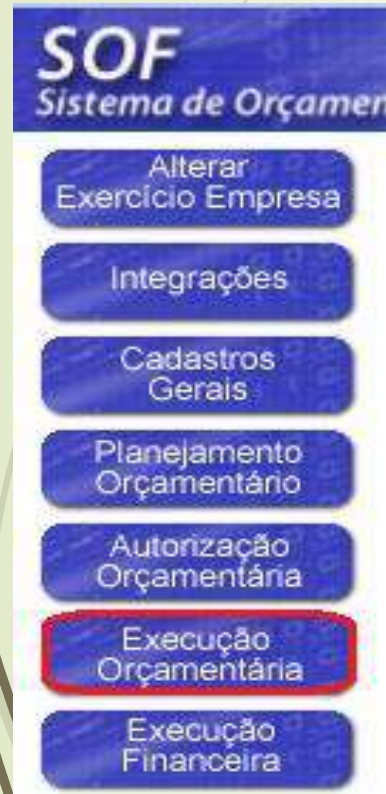 SOF
Sistema de Orçamen
Alterar
Exercício Empresa
Integrações
Cadastros
Gerais
Planejamento
Orçamentário
Autorização
Orçamentária
Execução
Orçamentária
Execução
Financeira